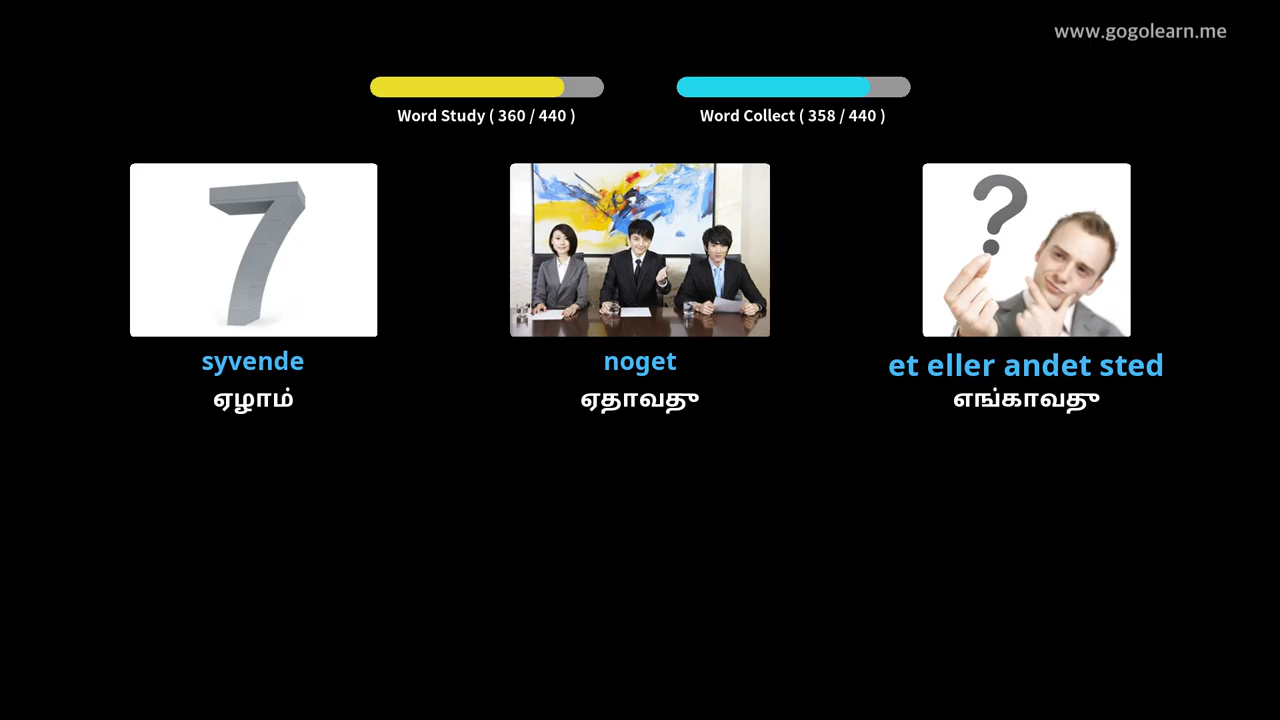 www.gogolearn.me
Word Study ( 360 / 440 )
Word Collect ( 358 / 440 )
7
?
syvende
noget
et eller andet sted
ஏழாம்
ஏதாவது
எங்காவது